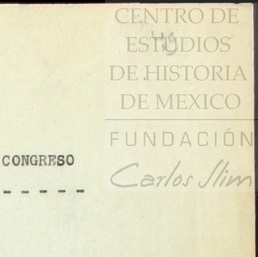 CENTRO DE
ESTUDIOS
DE HISTORIA
DE MEXICO
FUNDACIÓN
Carlos Slim
CONGRESO
- - - - - -